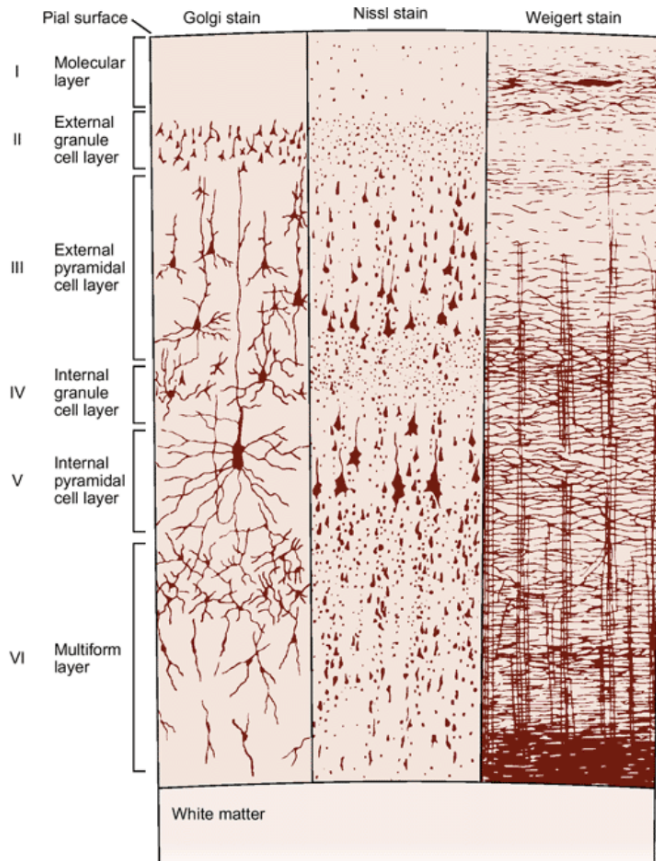 Pial surface
Golgi stain
Nissl stain
Weigert stain
I
Molecular
layer
II
External
granule
cell layer
III
External
pyramidal
cell layer
IV
Internal
granule
cell layer
V
Internal
pyramidal
cell layer
VI
Multiform
layer
White matter